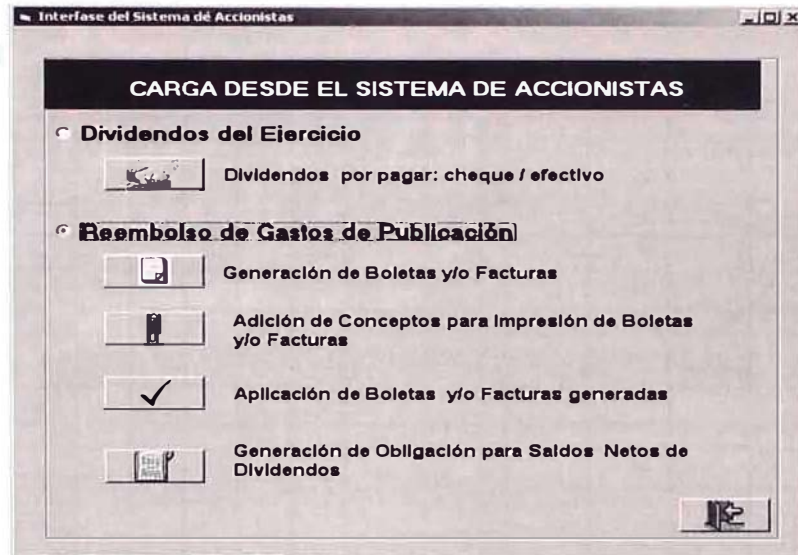 Interfase del Sistema de Accionistas
CARGA DESDE EL SISTEMA DE ACCIONISTAS
Dividendos del Ejercicio
Dividendos por pagar: cheque / efectivo
Reembolso de Gastos de Publicación
Generación de Boletas y/o Facturas
Adición de Conceptos para Impresión de Boletas
y/o Facturas
Aplicación de Boletas y/o Facturas generadas
Generación de Obligación para Saldos Netos de
Dividendos